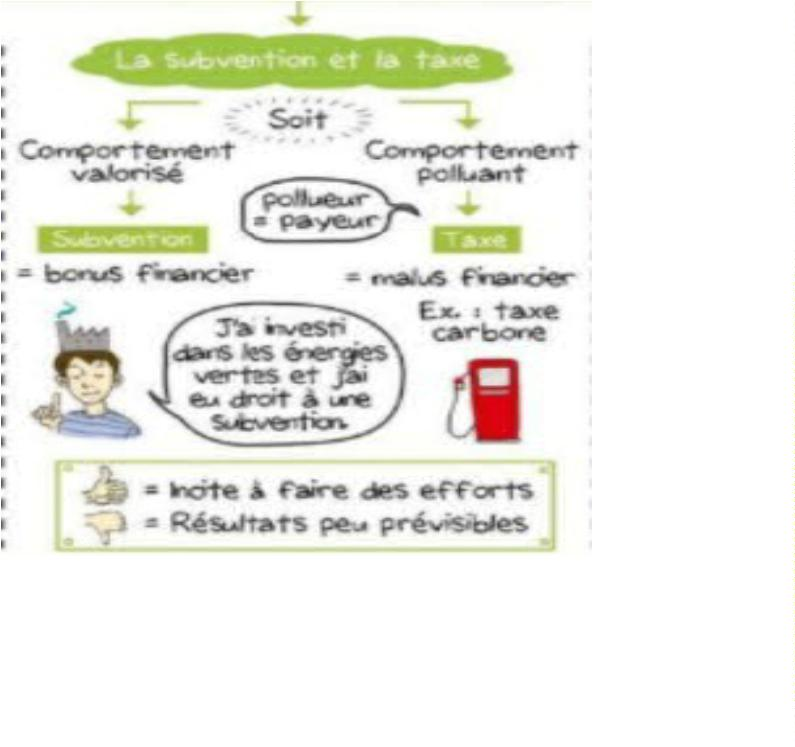 La subvention et la taxe
Soit
Comportement
valorisé
Comportement
polluant
pollueur
= payeur
Subvention
Taxe
= bonus financier
= malus financier
Ex. : taxe
carbone
J'ai investi
dans les énergies
vertes et j'ai
eu droit à une
subvention.
= Incite à faire des efforts
= Résultats peu prévisibles